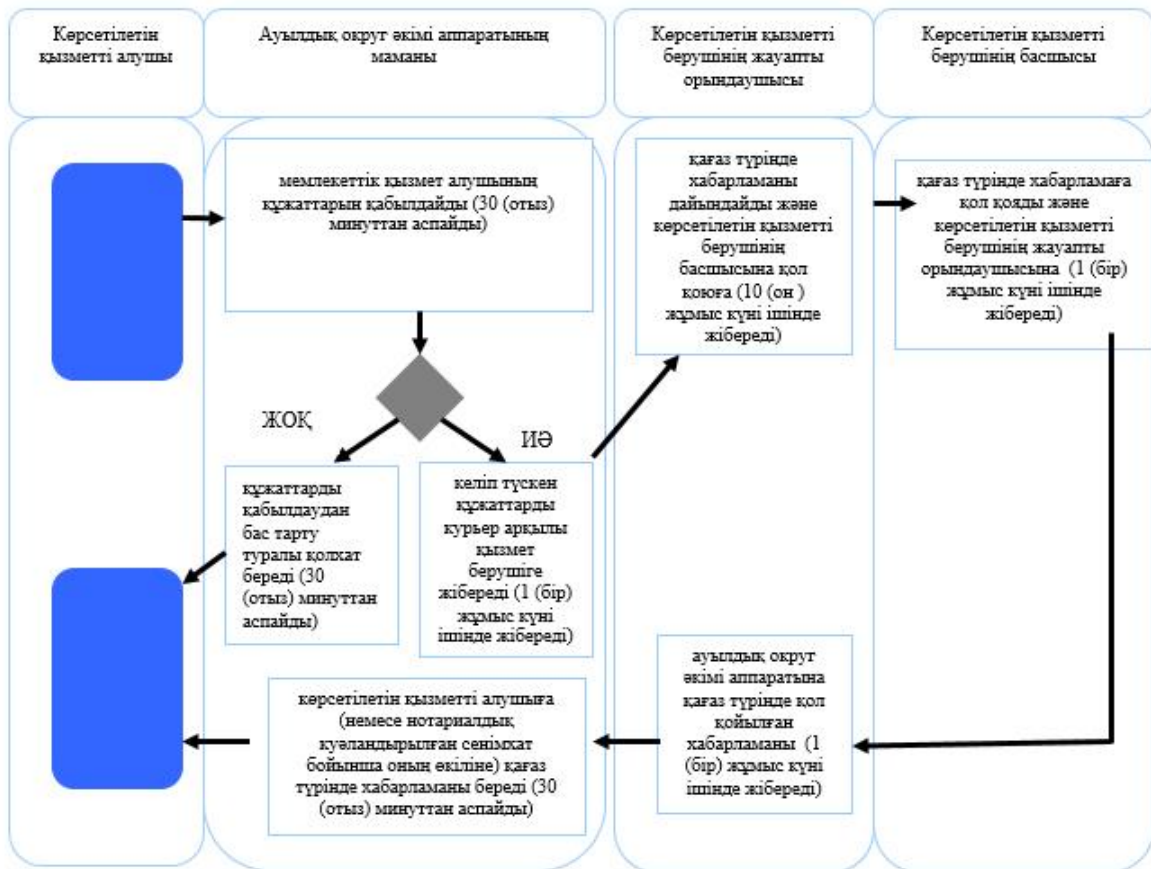 Көрсетілетін
қызметті алушы
Ауылдық округ әкімі аппаратының
маманы
Көрсетілетін қызметті
берушінің жауапты
орындаушысы
Көрсетілетін қызметті
берушінің басшысы
мемлекеттік қызмет алушының
құжаттарын қабылдайды (30 (отыз)
минуттан аспайды)
қағаз түрінде
хабарламаны
дайындайды және
көрсетілетін қызметті
берушінің
басшысына қол
қоюға (10 (он )
жұмыс күні ішінде
жібереді)
қағаз түрінде хабарламаға
қол қояды және
көрсетілетін қызметті
берушінің жауапты
орындаушысына (1 (бір)
жұмыс күні ішінде
жібереді)
ЖОҚ
ИӘ
құжаттарды
қабылдаудан
бас тарту
туралы қолхат
береді (30
(отыз) минуттан
аспайды)
келіп түскен
құжаттарды
курьер арқылы
қызмет
берушіге
жібереді (1 (бір)
жұмыс күні
ішінде жібереді)
ауылдық округ
әкімі аппаратына
қағаз түрінде қол
қойылған
хабарламаны (1
(бір) жұмыс күні
ішінде жібереді)
көрсетілетін қызметті алушыға
(немесе нотариалдық
куәландырылған сенімхат
бойынша оның өкіліне) қағаз
түрінде хабарламаны береді (30
(отыз) минуттан аспайды)